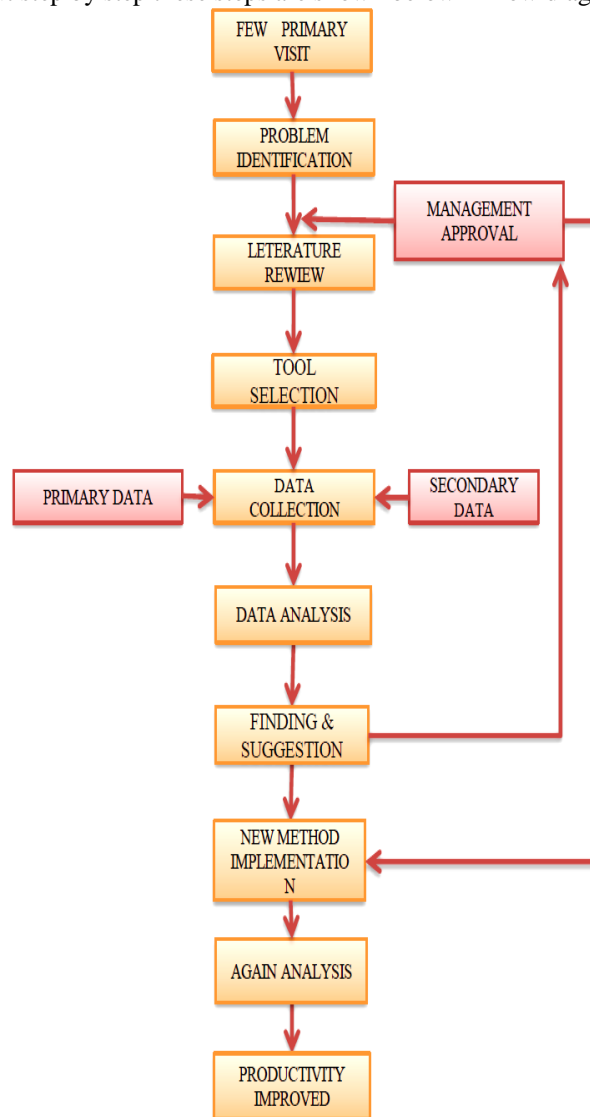 FEW PRIMARY
VISIT
PROBLEM
IDENTIFICATION
MANAGEMENT
APPROVAL
LETERATURE
REWIEW
TOOL
SELECTION
PRIMARY DATA
DATA
COLLECTION
SECONDARY
DATA
DATA ANALYSIS
FINDING &
SUGGESTION
NEW METHOD
IMPLEMENTATIO
N
AGAIN ANALYSIS
PRODUCTIVITY
IMPROVED